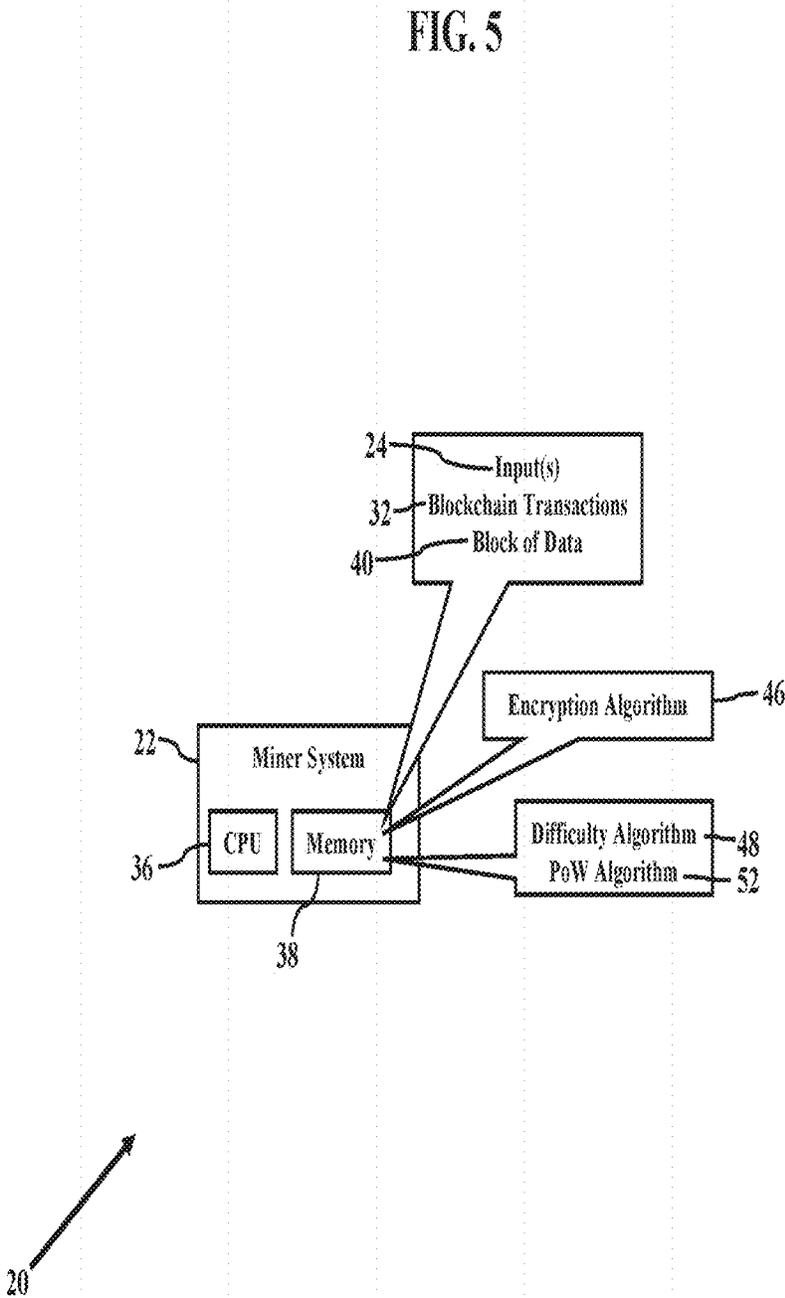 FIG. 5
24
Input(s)
32 Blockchain Transactions
40 Block of Data
Encryption Algorithm 46
22
Miner System
36
CPU
Memory
38
Difficulty Algorithm 48
PoW Algorithm 52
20